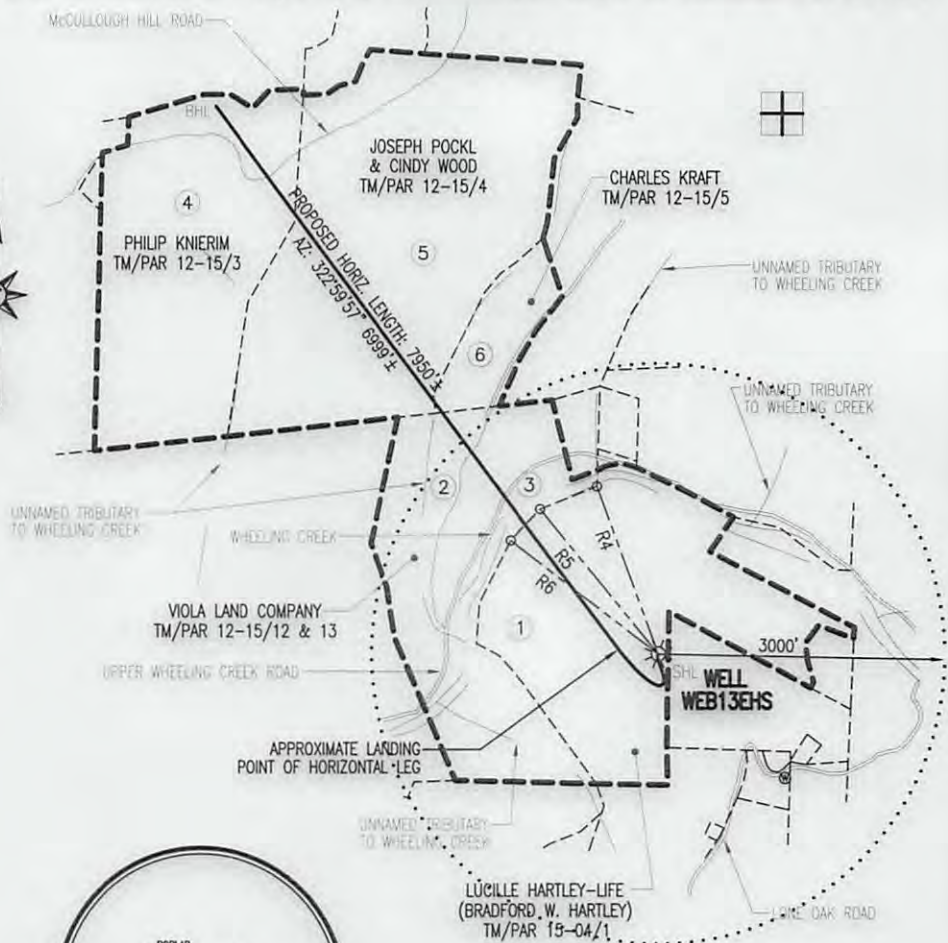 McCULLOUGH HILL ROAD
BHL
JOSEPH POCKL
& CINDY WOOD
TM/PAR 12-15/4
CHARLES KRAFT
TM/PAR 12-15/5
4
PHILIP KNIERIM
TM/PAR 12-15/3
PROPOSED HORIZ. LENGTH: 7950'±
AZ: 322°59'57" 6999'±
5
UNNAMED TRIBUTARY
TO WHEELING CREEK
6
UNNAMED TRIBUTARY
TO WHEELING CREEK
2
3
UNNAMED TRIBUTARY
TO WHEELING CREEK
WHEELING CREEK
R4
R5
R6
VIOLA LAND COMPANY
TM/PAR 12-15/12 & 13
1
3000'
UPPER WHEELING CREEK ROAD
SHL
WELL
WEB13EHS
APPROXIMATE LANDING
POINT OF HORIZONTAL LEG
UNNAMED TRIBUTARY
TO WHEELING CREEK
LUCILLE HARTLEY-LIFE
(BRADFORD W. HARTLEY)
TM/PAR 15-04/1
LONE OAK ROAD